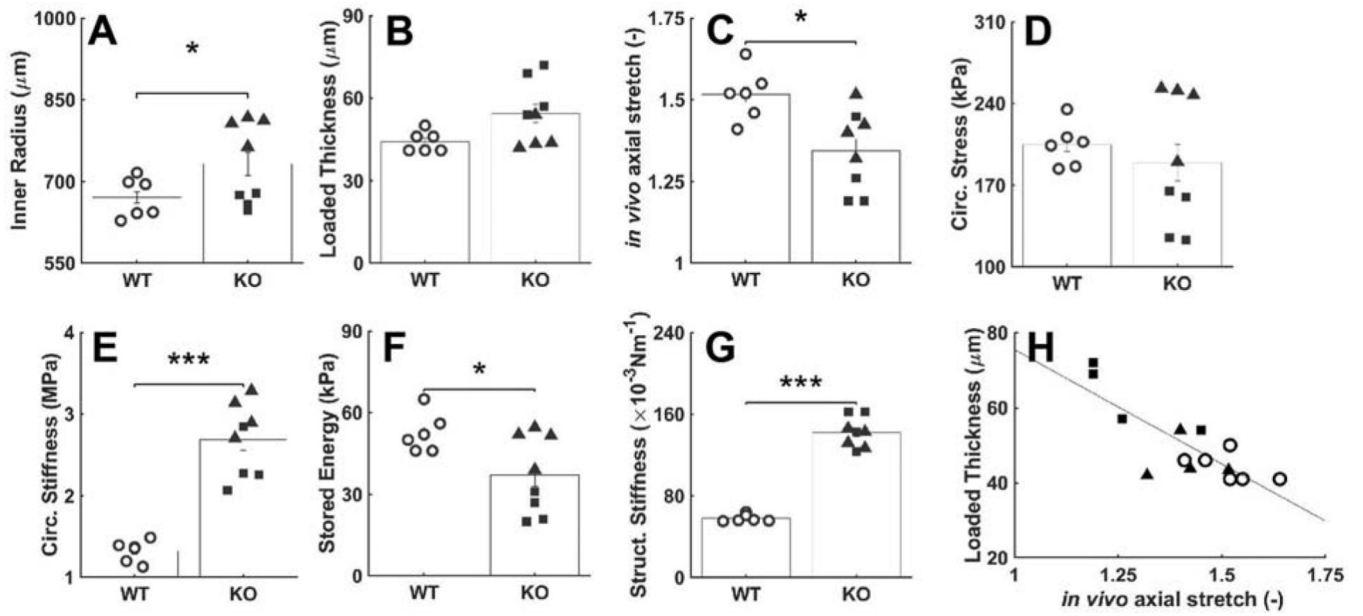 A
Inner Radius (μm)
1000
850
700
550
*
WT
KO
B
Loaded Thickness (μm)
90
60
30
0
WT
KO
C
in vivo axial stretch (-)
1.75
1.5
1.25
1
*
WT
KO
D
Circ. Stress (kPa)
310
240
170
100
WT
KO
E
Circ. Stiffness (MPa)
4
3
2
1
***
WT
KO
F
Stored Energy (kPa)
90
60
30
0
*
WT
KO
G
Struct. Stiffness (×10-3Nm-1)
240
160
80
0
***
WT
KO
H
Loaded Thickness (μm)
80
60
40
20
1
1.25
1.5
1.75
in vivo axial stretch (-)